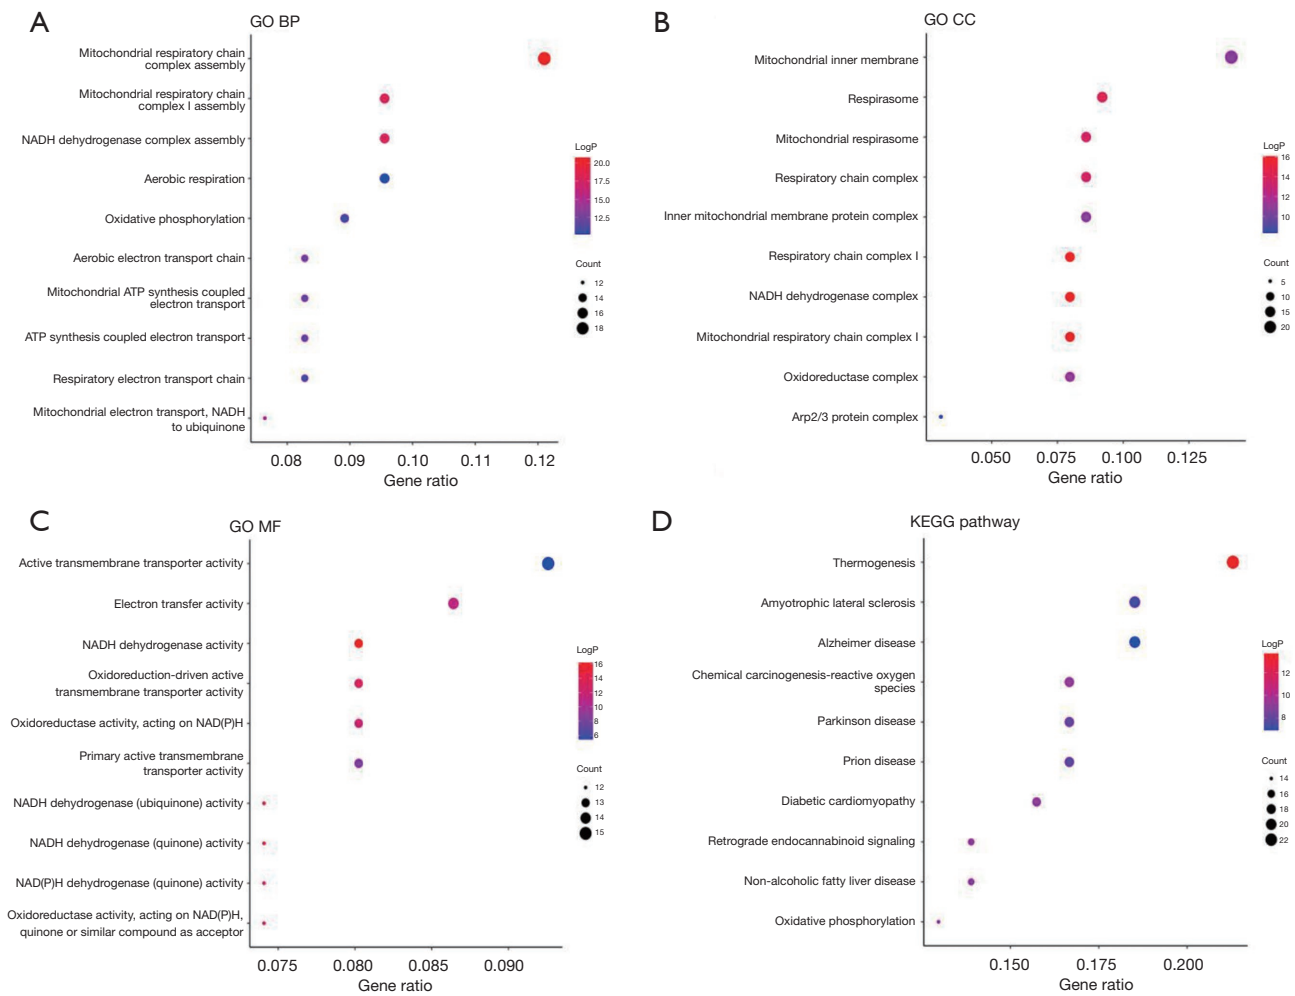 A
GO BP
Mitochondrial respiratory chain
complex assembly
Mitochondrial respiratory chain
complex I assembly
NADH dehydrogenase complex assembly
Aerobic respiration
Oxidative phosphorylation
Aerobic electron transport chain
Mitochondrial ATP synthesis coupled
electron transport
ATP synthesis coupled electron transport
Respiratory electron transport chain
Mitochondrial electron transport, NADH
to ubiquinone
0.08 0.09 0.10 0.11 0.12
Gene ratio
LogP
20.0
17.5
15.0
12.5
Count
12
14
16
18
B
GO CC
Mitochondrial inner membrane
Respirasome
Mitochondrial respirasome
Respiratory chain complex
Inner mitochondrial membrane protein complex
Respiratory chain complex I
NADH dehydrogenase complex
Mitochondrial respiratory chain complex I
Oxidoreductase complex
Arp2/3 protein complex
0.050 0.075 0.100 0.125
Gene ratio
LogP
16
14
12
10
8
Count
5
10
15
20
C
GO MF
Active transmembrane transporter activity
Electron transfer activity
NADH dehydrogenase activity
Oxidoreduction-driven active
transmembrane transporter activity
Oxidoreductase activity, acting on NAD(P)H
Primary active transmembrane
transporter activity
NADH dehydrogenase (ubiquinone) activity
NADH dehydrogenase (quinone) activity
NAD(P)H dehydrogenase (quinone) activity
Oxidoreductase activity, acting on NAD(P)H,
quinone or similar compound as acceptor
0.075 0.080 0.085 0.090
Gene ratio
LogP
16
14
12
10
8
6
Count
12
13
14
15
D
KEGG pathway
Thermogenesis
Amyotrophic lateral sclerosis
Alzheimer disease
Chemical carcinogenesis-reactive oxygen
species
Parkinson disease
Prion disease
Diabetic cardiomyopathy
Retrograde endocannabinoid signaling
Non-alcoholic fatty liver disease
Oxidative phosphorylation
0.150 0.175 0.200
Gene ratio
LogP
12
10
8
Count
14
16
18
20
22